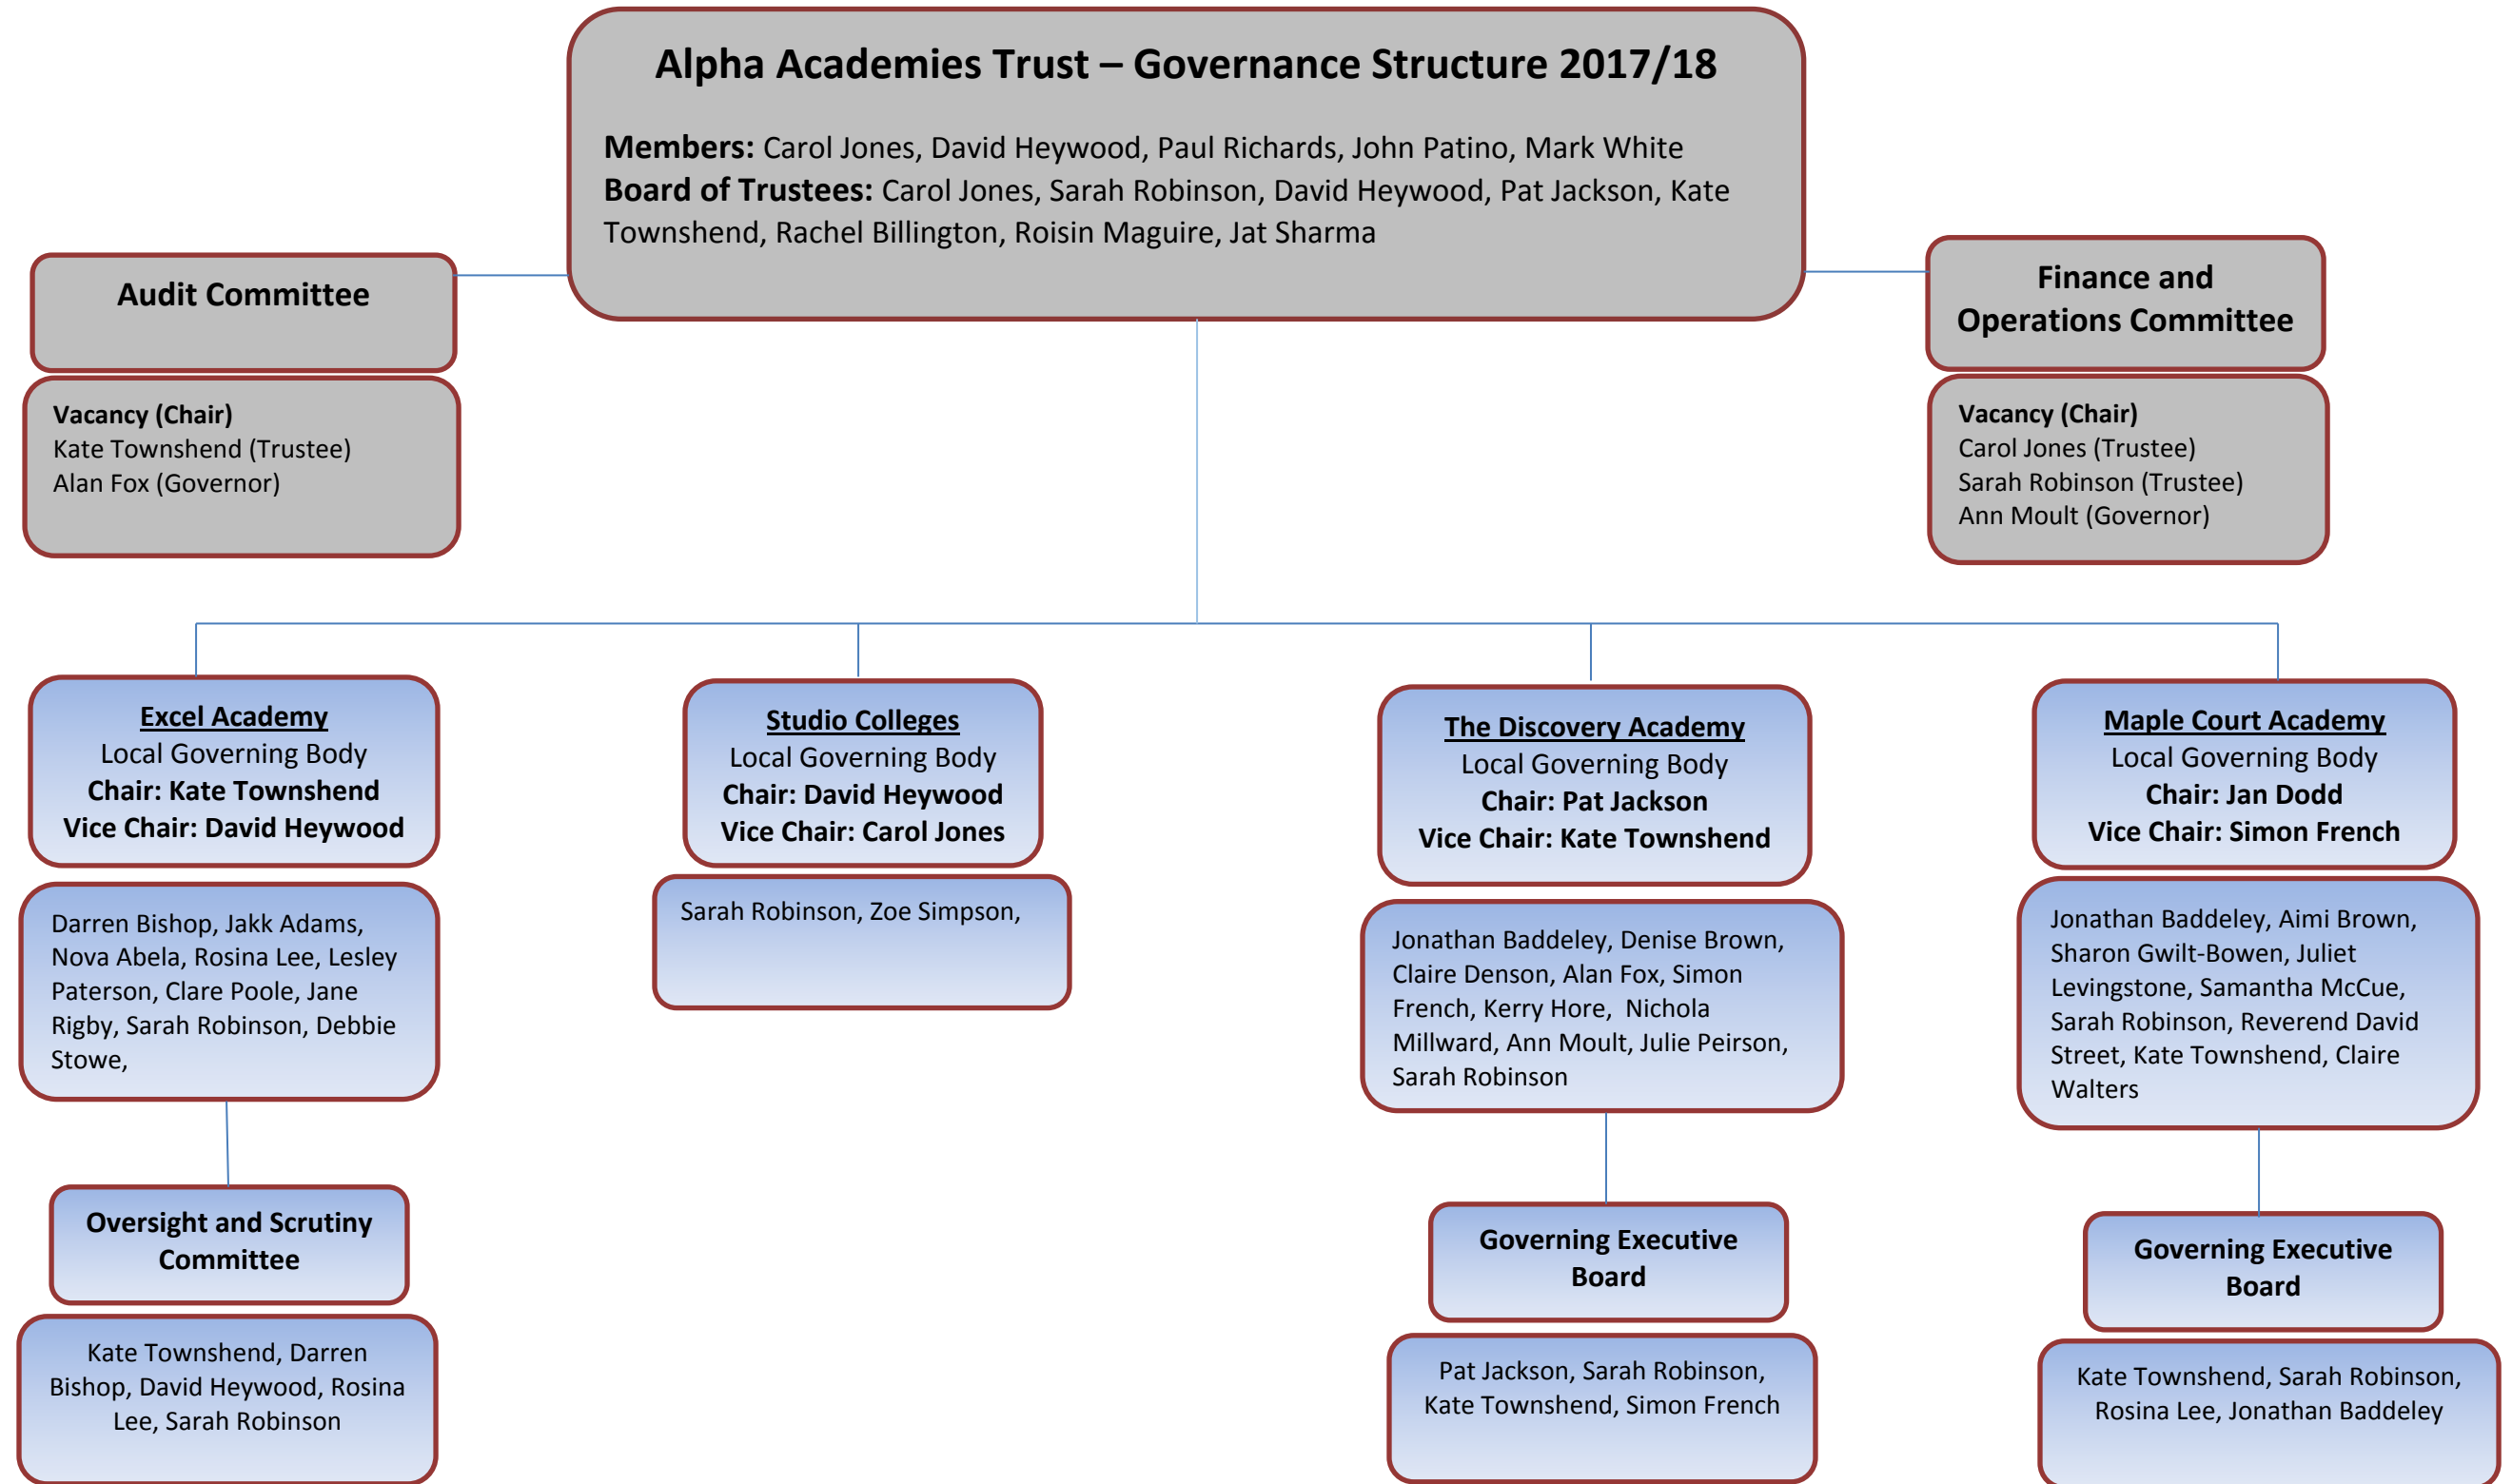 Alpha Academies Trust – Governance Structure 2017/18
Members: Carol Jones, David Heywood, Paul Richards, John Patino, Mark White
Board of Trustees: Carol Jones, Sarah Robinson, David Heywood, Pat Jackson, Kate
Townshend, Rachel Billington, Roisin Maguire, Jat Sharma
Audit Committee
Vacancy (Chair)
Kate Townshend (Trustee)
Alan Fox (Governor)
Finance and
Operations Committee
Vacancy (Chair)
Carol Jones (Trustee)
Sarah Robinson (Trustee)
Ann Moult (Governor)
Excel Academy
Local Governing Body
Chair: Kate Townshend
Vice Chair: David Heywood
Darren Bishop, Jakk Adams,
Nova Abela, Rosina Lee, Lesley
Paterson, Clare Poole, Jane
Rigby, Sarah Robinson, Debbie
Stowe,
Oversight and Scrutiny
Committee
Kate Townshend, Darren
Bishop, David Heywood, Rosina
Lee, Sarah Robinson
Studio Colleges
Local Governing Body
Chair: David Heywood
Vice Chair: Carol Jones
Sarah Robinson, Zoe Simpson,
The Discovery Academy
Local Governing Body
Chair: Pat Jackson
Vice Chair: Kate Townshend
Jonathan Baddeley, Denise Brown,
Claire Denson, Alan Fox, Simon
French, Kerry Hore,  Nichola
Millward, Ann Moult, Julie Peirson,
Sarah Robinson
Governing Executive
Board
Pat Jackson, Sarah Robinson,
Kate Townshend, Simon French
Maple Court Academy
Local Governing Body
Chair: Jan Dodd
Vice Chair: Simon French
Jonathan Baddeley, Aimi Brown,
Sharon Gwilt-Bowen, Juliet
Levingstone, Samantha McCue,
Sarah Robinson, Reverend David
Street, Kate Townshend, Claire
Walters
Governing Executive
Board
Kate Townshend, Sarah Robinson,
Rosina Lee, Jonathan Baddeley